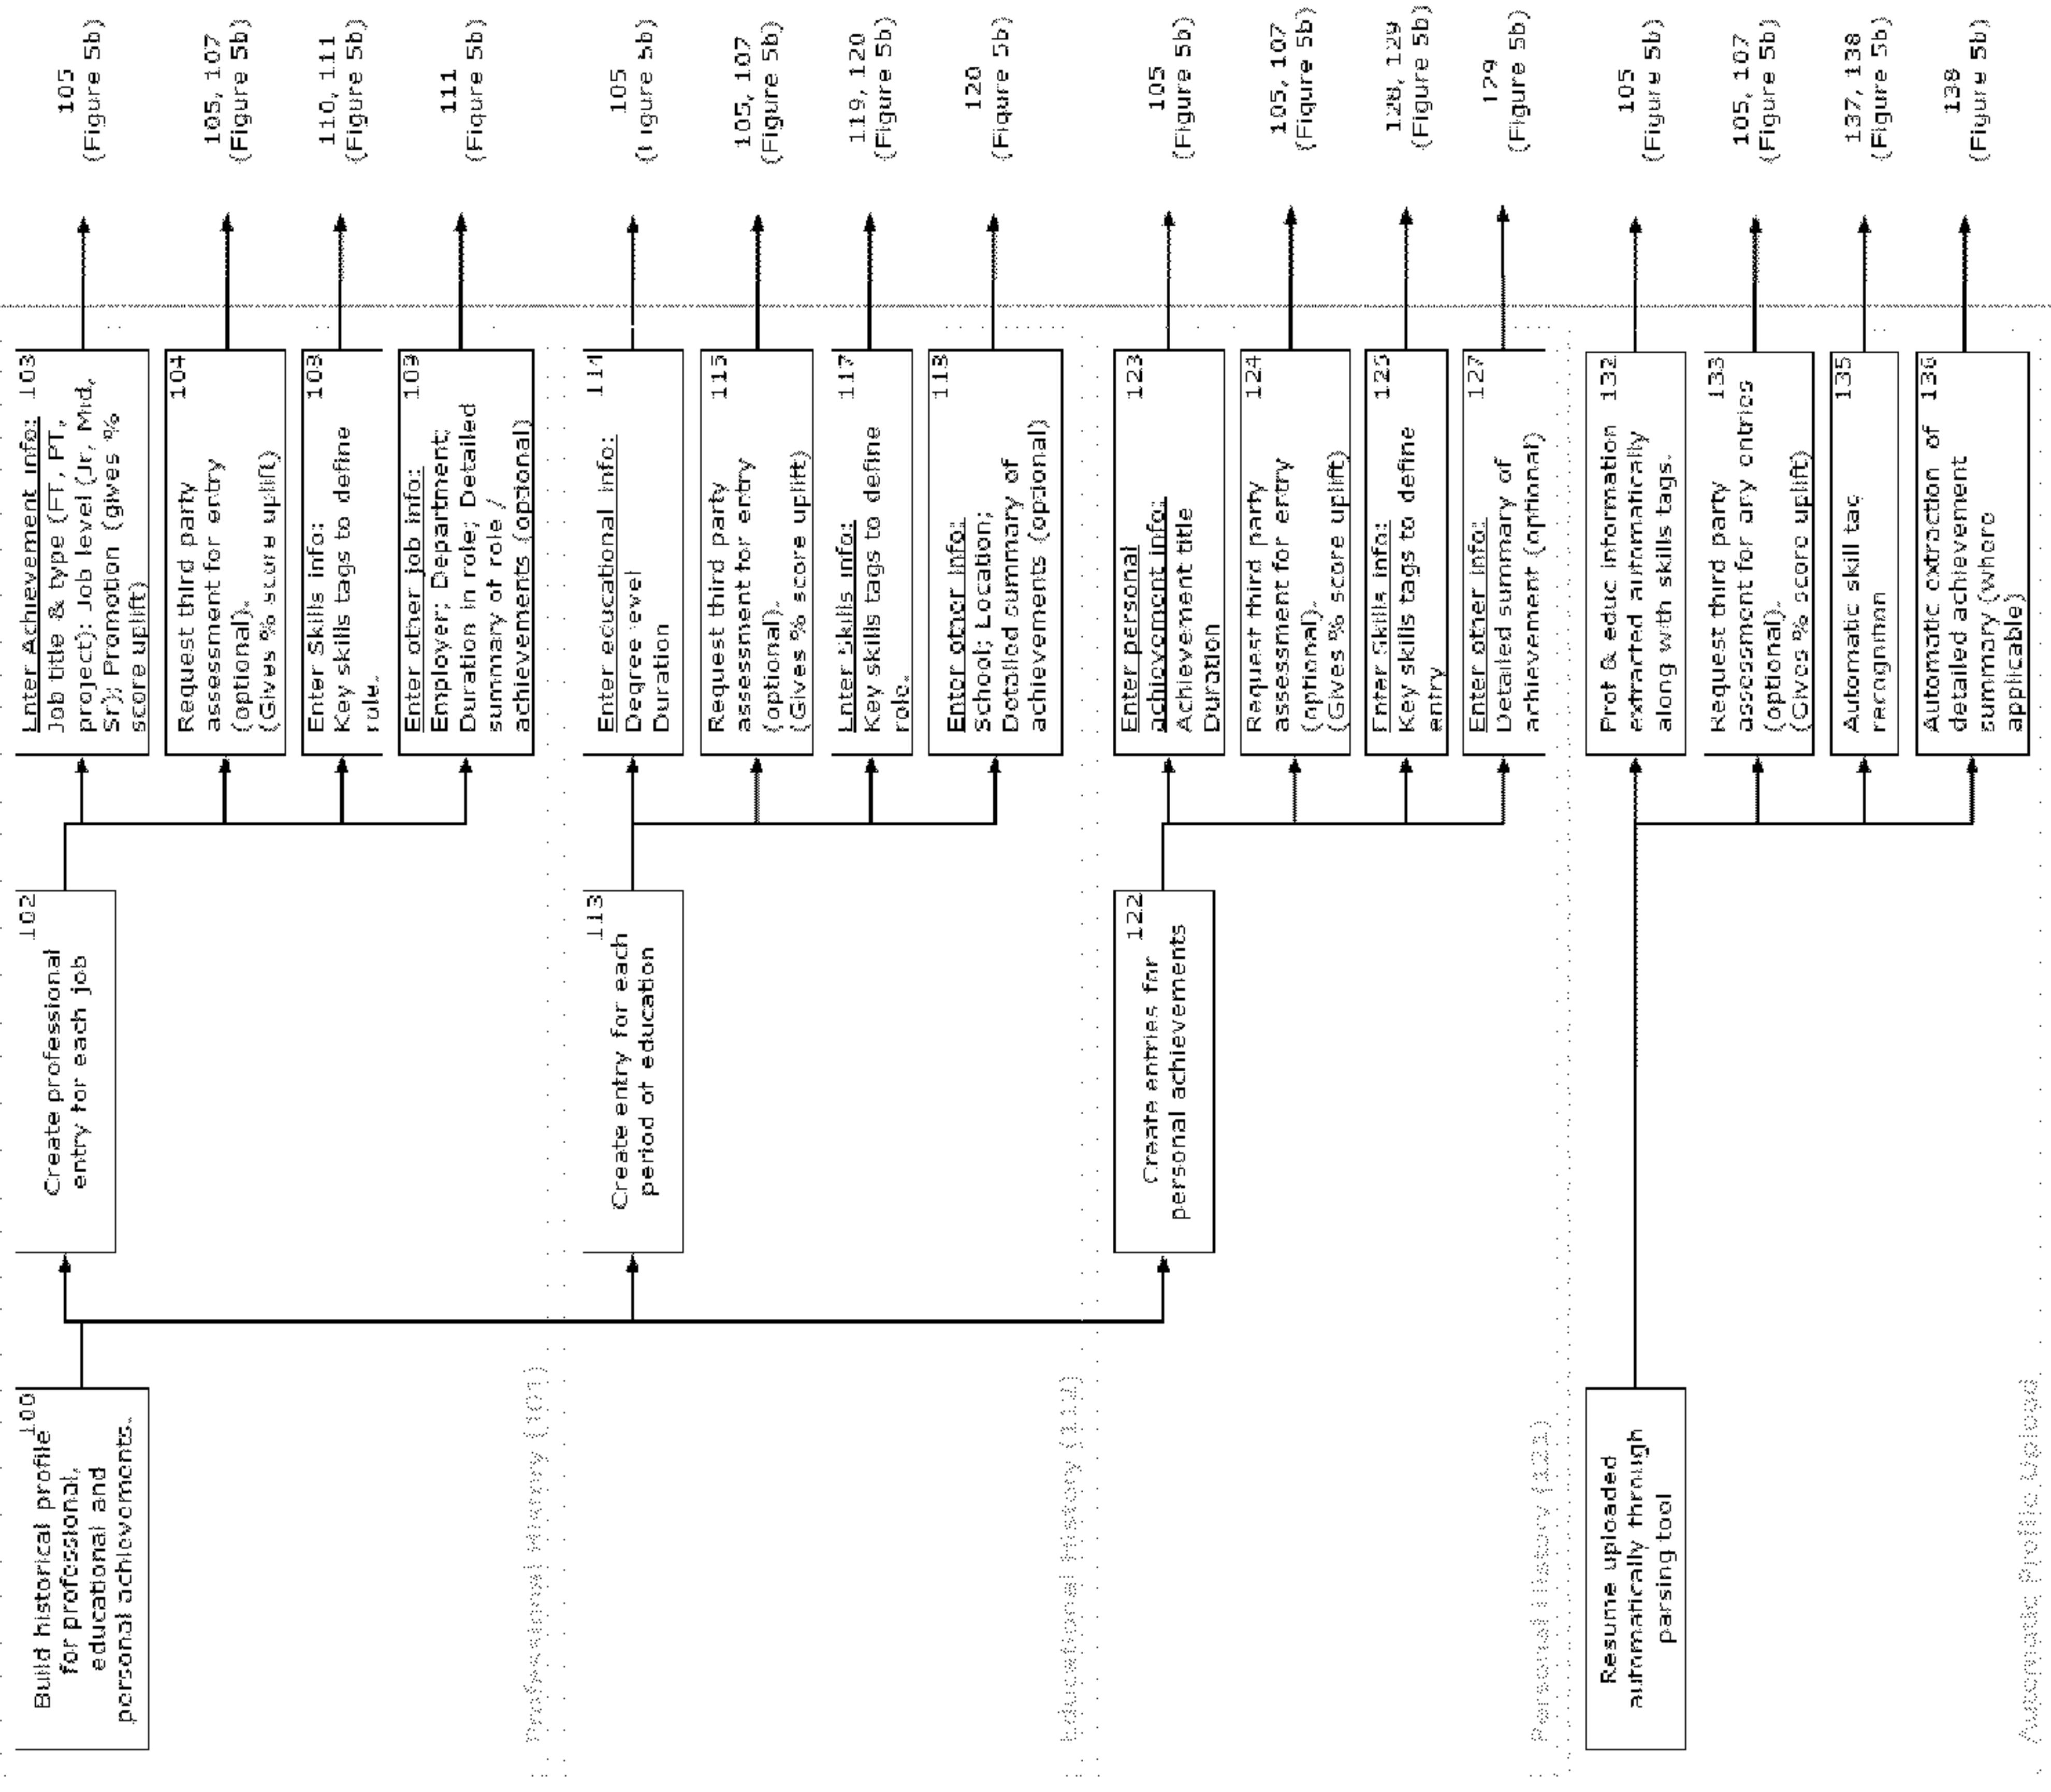 Build historical profile 100
for professional,
educational and
personal achievements.
Create professional 102
entry for each job
Enter Achievement info: 103
Job title & type (FT, PT,
project); Job level (Jr, Mid,
Sr); Promotion (gives %
score uplift)
105
(Figure 5b)
Request third party 104
assessment for entry
(optional).
(Gives % score uplift)
105, 107
(Figure 5b)
Enter Skills info: 108
Key skills tags to define
role.
110, 111
(Figure 5b)
Enter other job info: 109
Employer; Department;
Duration in role; Detailed
summary of role /
achievements (optional)
111
(Figure 5b)
Professional History (101)
Create entry for each 113
period of education
Enter educational info: 114
Degree level
Duration
105
(Figure 5b)
Request third party 115
assessment for entry
(optional).
(Gives % score uplift)
105, 107
(Figure 5b)
Enter Skills info: 117
Key skills tags to define
role.
119, 120
(Figure 5b)
Enter other info: 118
School; Location;
Detailed summary of
achievements (optional)
120
(Figure 5b)
Educational History (112)
Create entries for 122
personal achievements
Enter personal 123
achievement info:
Achievement title
Duration
105
(Figure 5b)
Request third party 124
assessment for entry
(optional).
(Gives % score uplift)
105, 107
(Figure 5b)
Enter Skills info: 126
Key skills tags to define
entry
128, 129
(Figure 5b)
Enter other info: 127
Detailed summary of
achievement (optional)
129
(Figure 5b)
Personal History (121)
Resume uploaded
automatically through
parsing tool
Prof & educ information 132
extracted automatically
along with skills tags.
105
(Figure 5b)
Request third party 133
assessment for any entries
(optional).
(Gives % score uplift)
105, 107
(Figure 5b)
Automatic skill tag 135
recognition
137, 138
(Figure 5b)
Automatic extraction of 136
detailed achievement
summary (where
applicable)
138
(Figure 5b)
Automatic Profile Upload